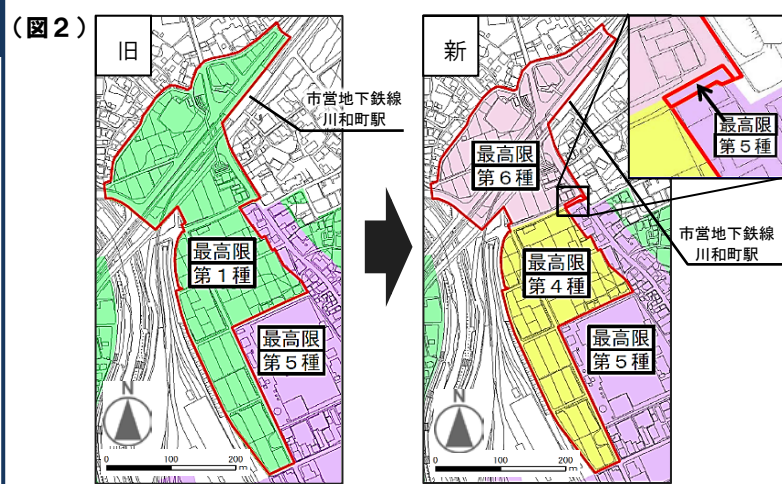 (図2)
旧
市営地下鉄線
川和町駅
最高限
第1種
最高限
第5種
N
0 100 200
m
新
最高限
第5種
最高限
第6種
市営地下鉄線
川和町駅
最高限
第4種
最高限
第5種
N
0 100 200
m